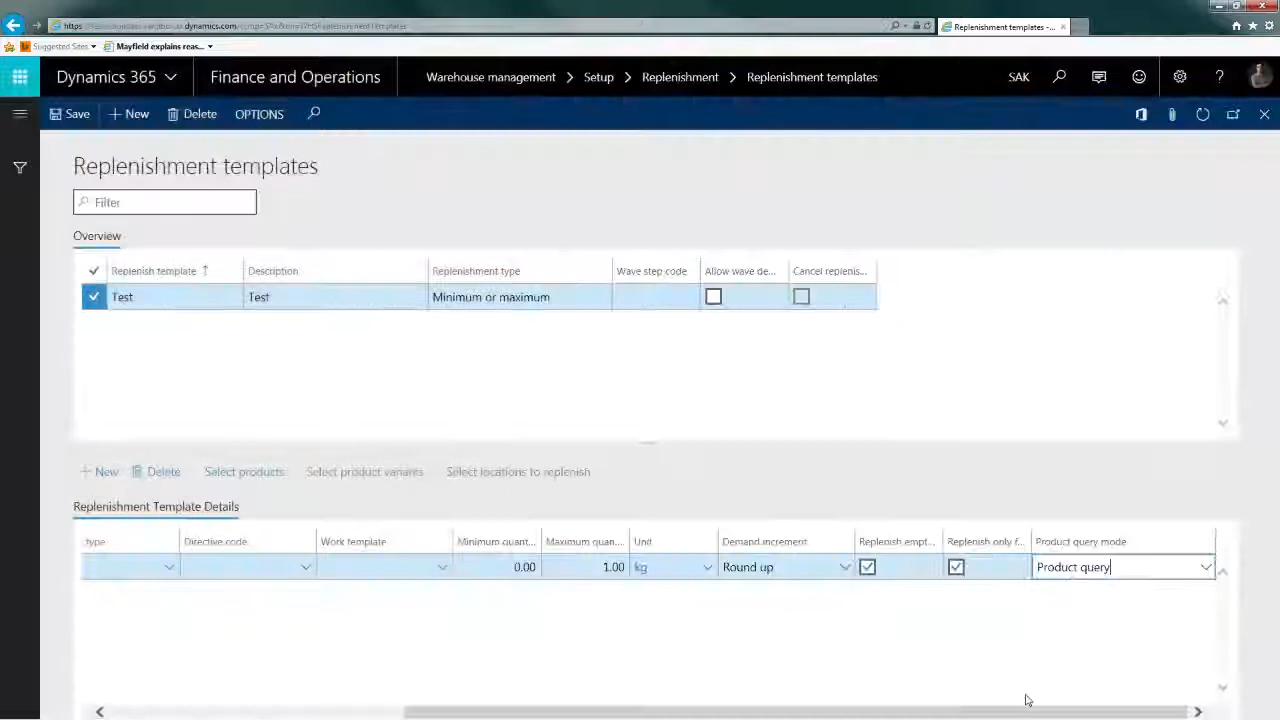 Replenishment templates -...
Suggested Sites
Mayfield explains reas...
Dynamics 365
Finance and Operations
Warehouse management
Setup
Replenishment
Replenishment templates
SAK
?
Save
+ New
Delete
OPTIONS
Replenishment templates
Filter
Overview
Replenish template
Description
Replenishment type
Wave step code
Allow wave de...
Cancel replenis...
Test
Test
Minimum or maximum
+ New
Delete
Select products
Select product variants
Select locations to replenish
Replenishment Template Details
type
Directive code
Work template
Minimum quant...
Maximum quan...
Unit
Demand increment
Replenish empt...
Replenish only f...
Product query mode
0.00
1.00
kg
Round up
Product query